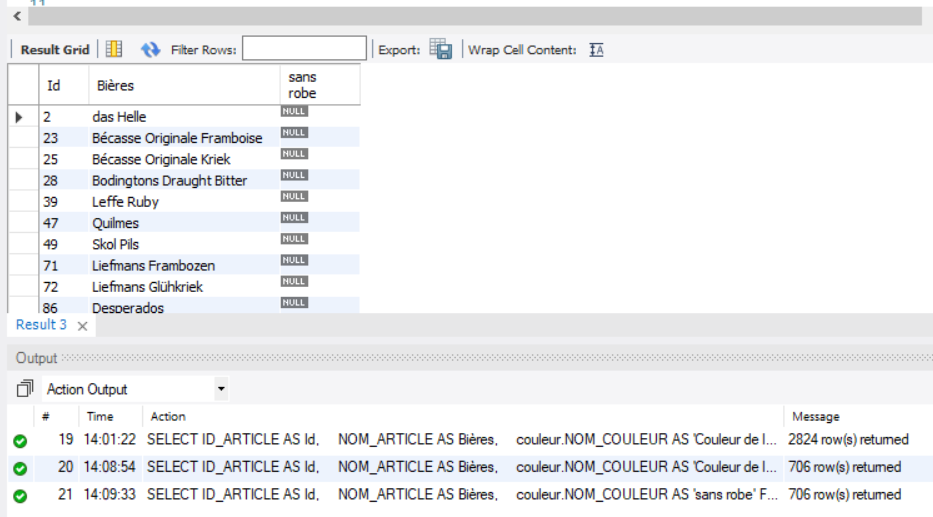 11
Result Grid Filter Rows: Export: Wrap Cell Content: IA
Id Bières sans robe
2 das Helle NULL
23 Bécasse Originale Framboise NULL
25 Bécasse Originale Kriek NULL
28 Bodingtons Draught Bitter NULL
39 Leffe Ruby NULL
47 Quilmes NULL
49 Skol Pils NULL
71 Liefmans Frambozen NULL
72 Liefmans Glühkriek NULL
86 Desperados NULL
Result 3
Output
Action Output
# Time Action Message
19 14:01:22 SELECT ID_ARTICLE AS Id, NOM_ARTICLE AS Bières, couleur.NOM_COULEUR AS 'Couleur de l... 2824 row(s) returned
20 14:08:54 SELECT ID_ARTICLE AS Id, NOM_ARTICLE AS Bières, couleur.NOM_COULEUR AS 'Couleur de l... 706 row(s) returned
21 14:09:33 SELECT ID_ARTICLE AS Id, NOM_ARTICLE AS Bières, couleur.NOM_COULEUR AS 'sans robe' F... 706 row(s) returned